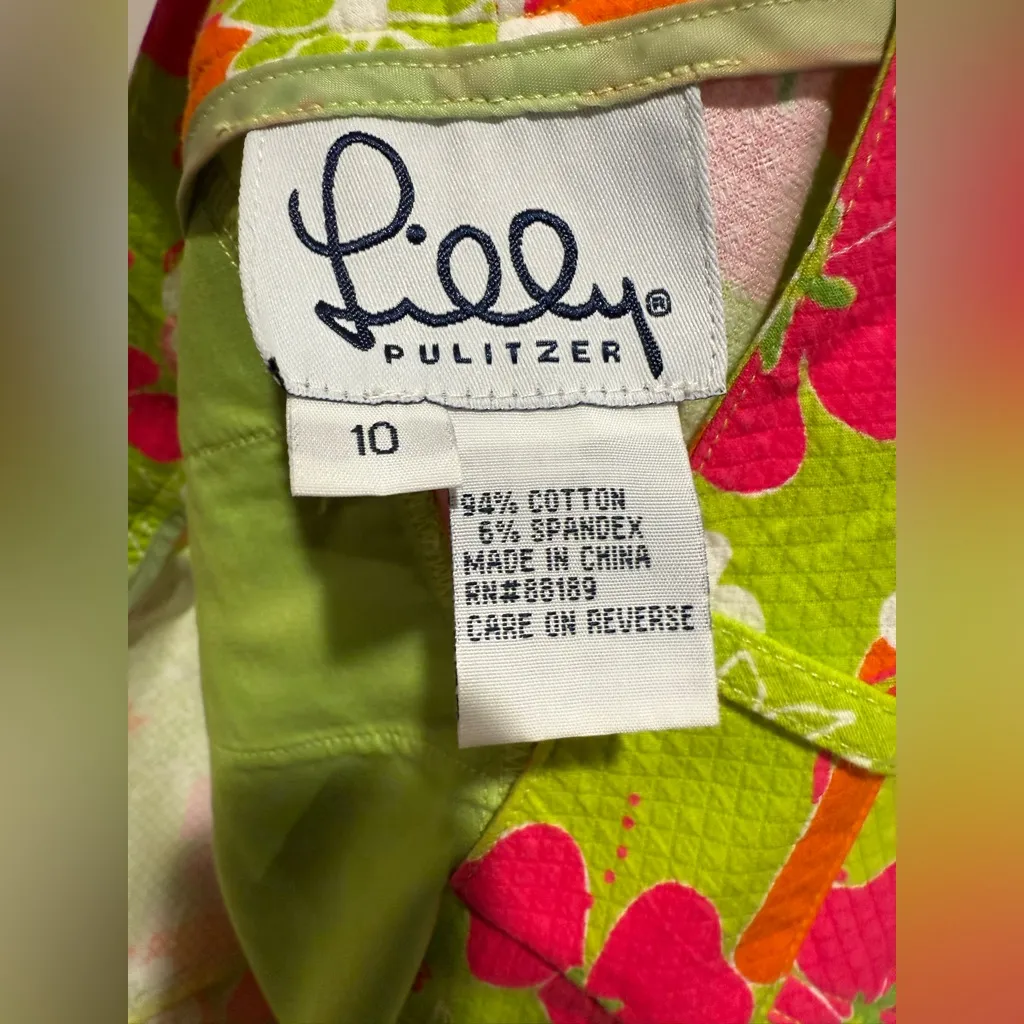 Lilly®
PULITZER
10
94% COTTON
6% SPANDEX
MADE IN CHINA
RN#88189
CARE ON REVERSE